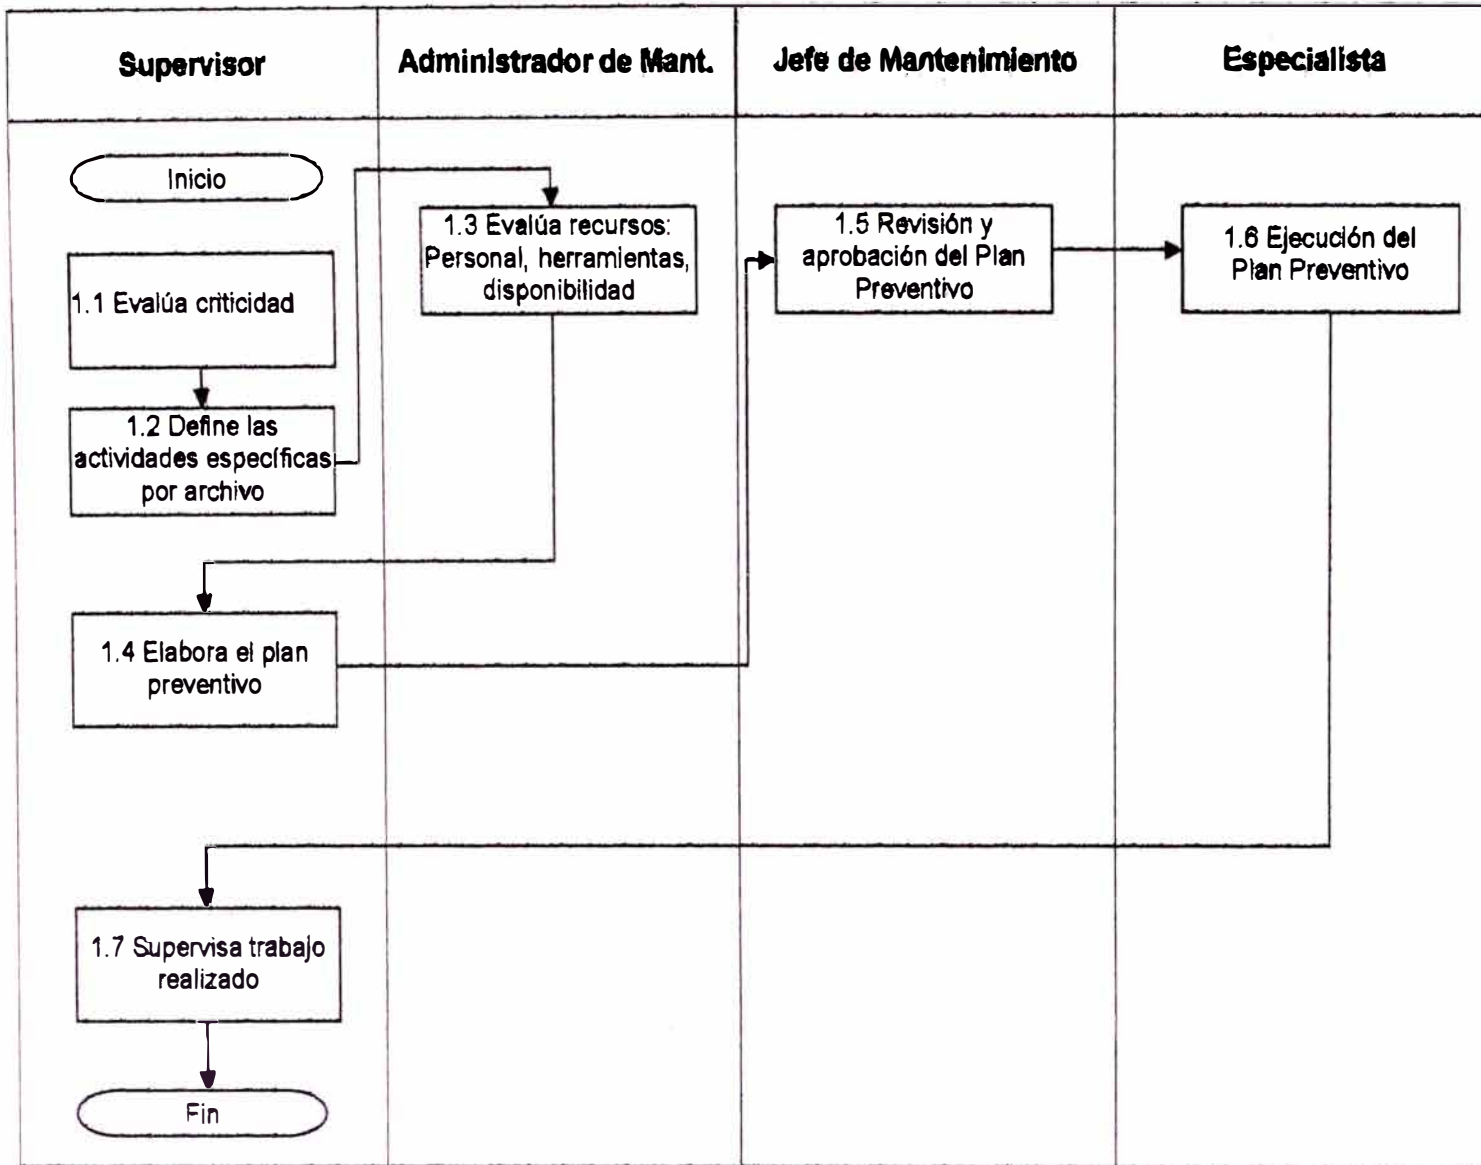 Supervisor
Administrador de Mant.
Jefe de Mantenimiento
Especialista
Inicio
1.1 Evalúa criticidad
1.2 Define las
actividades específicas
por archivo
1.3 Evalúa recursos:
Personal, herramientas,
disponibilidad
1.4 Elabora el plan
preventivo
1.5 Revisión y
aprobación del Plan
Preventivo
1.6 Ejecución del
Plan Preventivo
1.7 Supervisa trabajo
realizado
Fin